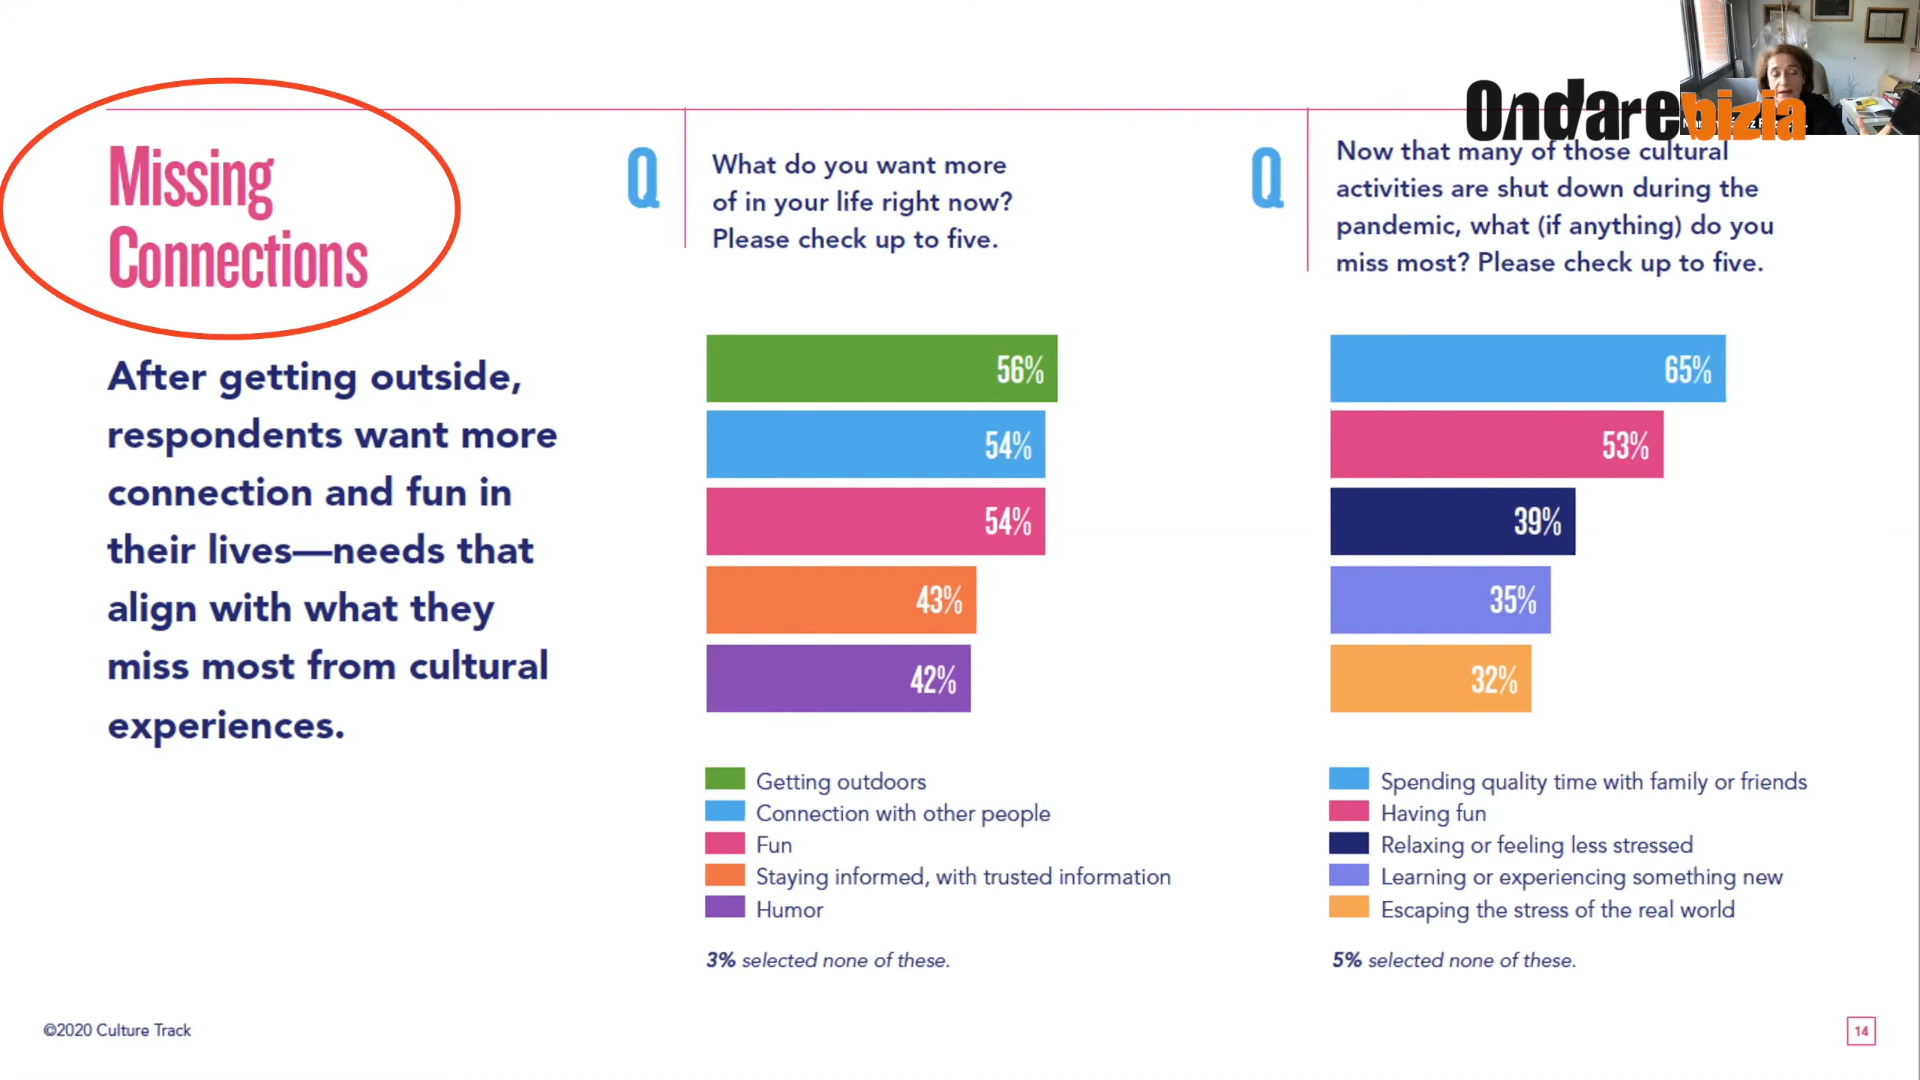 Ondarebizia
Missing
Connections
After getting outside,
respondents want more
connection and fun in
their lives—needs that
align with what they
miss most from cultural
experiences.
Q
What do you want more
of in your life right now?
Please check up to five.
56%
54%
54%
43%
42%
Getting outdoors
Connection with other people
Fun
Staying informed, with trusted information
Humor
3% selected none of these.
Q
Now that many of those cultural
activities are shut down during the
pandemic, what (if anything) do you
miss most? Please check up to five.
65%
53%
39%
35%
32%
Spending quality time with family or friends
Having fun
Relaxing or feeling less stressed
Learning or experiencing something new
Escaping the stress of the real world
5% selected none of these.
©2020 Culture Track
14